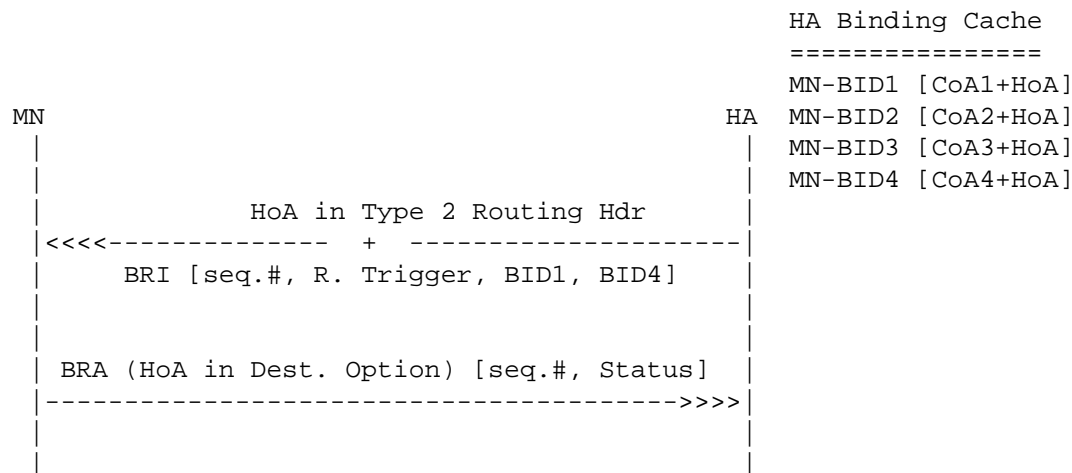 HA Binding Cache
================
MN-BID1 [CoA1+HoA]
MN HA MN-BID2 [CoA2+HoA]
| | MN-BID3 [CoA3+HoA]
| | MN-BID4 [CoA4+HoA]
| HoA in Type 2 Routing Hdr |
|<<<<-------------- + ---------------------|
| BRI [seq.#, R. Trigger, BID1, BID4] |
| |
| |
| BRA (HoA in Dest. Option) [seq.#, Status] |
|---------------------------------------->>>>|
| |